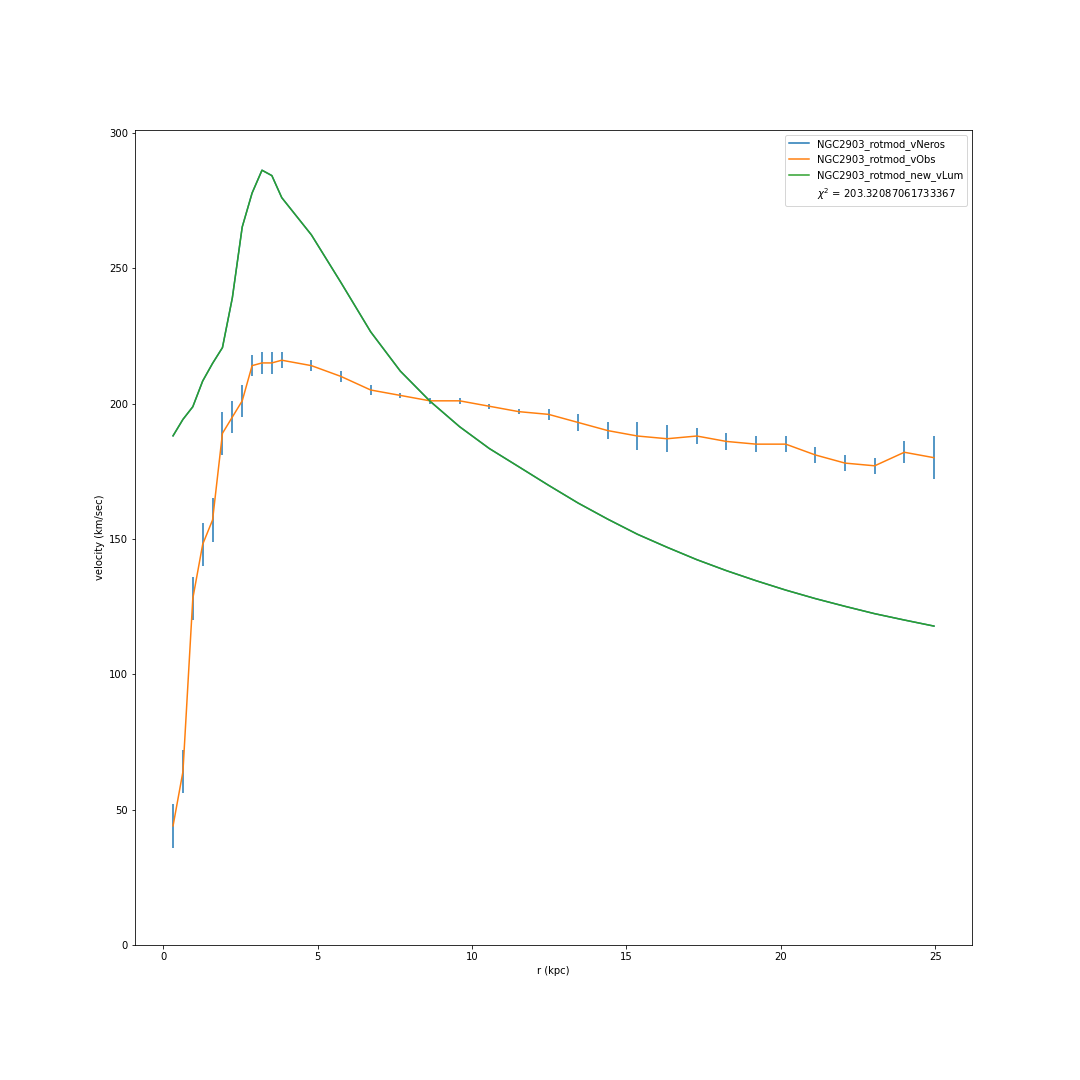 NGC2903_rotmod_vNeros
NGC2903_rotmod_vObs
NGC2903_rotmod_new_vLum
χ² = 203.32087061733367
300
250
200
150
100
50
0
velocity (km/sec)
0 5 10 15 20 25
r (kpc)